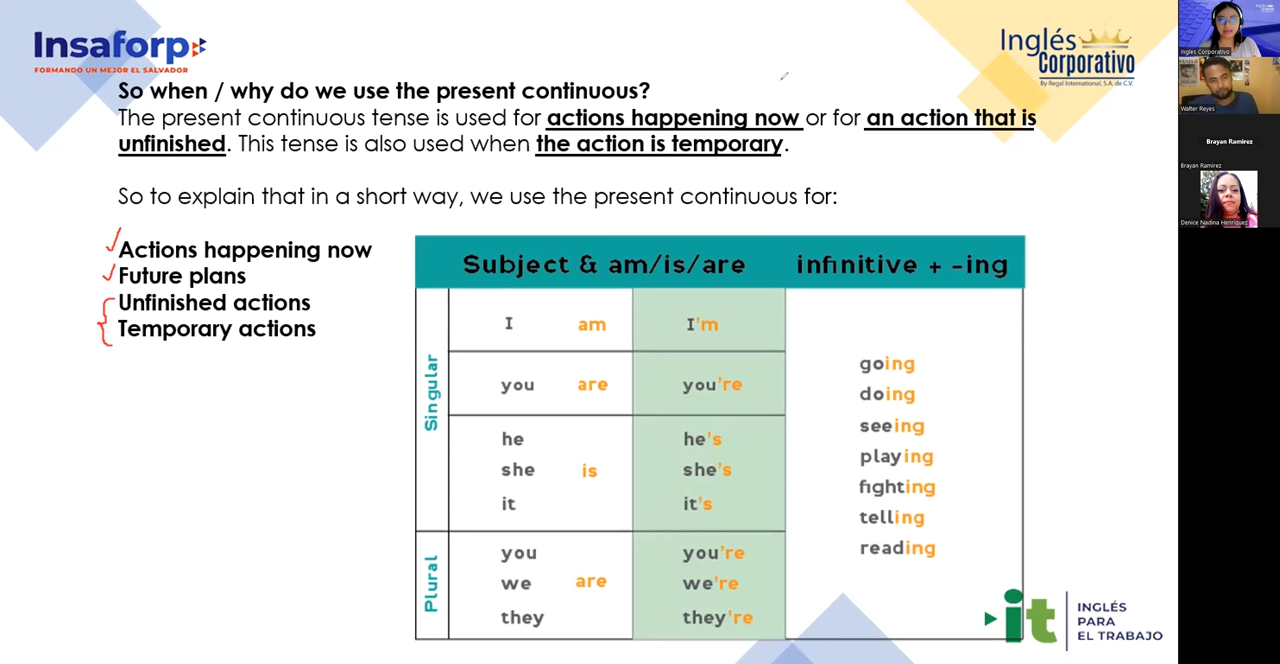 Insaforp
FORMANDO UN MEJOR EL SALVADOR
Inglés
Corporativo
By Regal International, S.A. de C.V.
So when / why do we use the present continuous?
The present continuous tense is used for actions happening now or for an action that is
unfinished. This tense is also used when the action is temporary.
So to explain that in a short way, we use the present continuous for:
Actions happening now
Future plans
Unfinished actions
Temporary actions
Subject & am/is/are infinitive + -ing
Singular
I am I'm
you are you're
he he's
she is she's
it it's
Plural
you you're
we are we're
they they're
going
doing
seeing
playing
fighting
telling
reading
it
INGLÉS
PARA
EL TRABAJO
Ingles Corporativo
Walter Reyes
Brayan Ramirez
Brayan Ramirez
Denice Nadina Henriquez